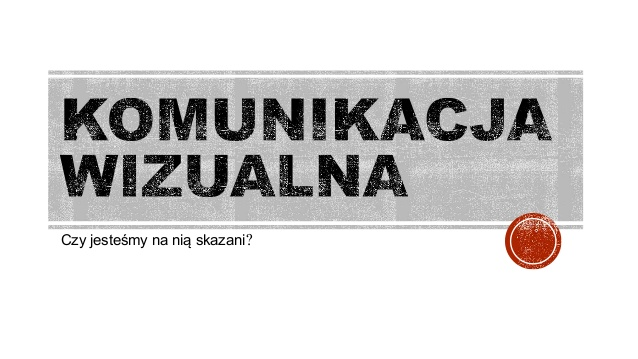 KOMUNIKACJA
WIZUALNA
Czy jesteśmy na nią skazani?